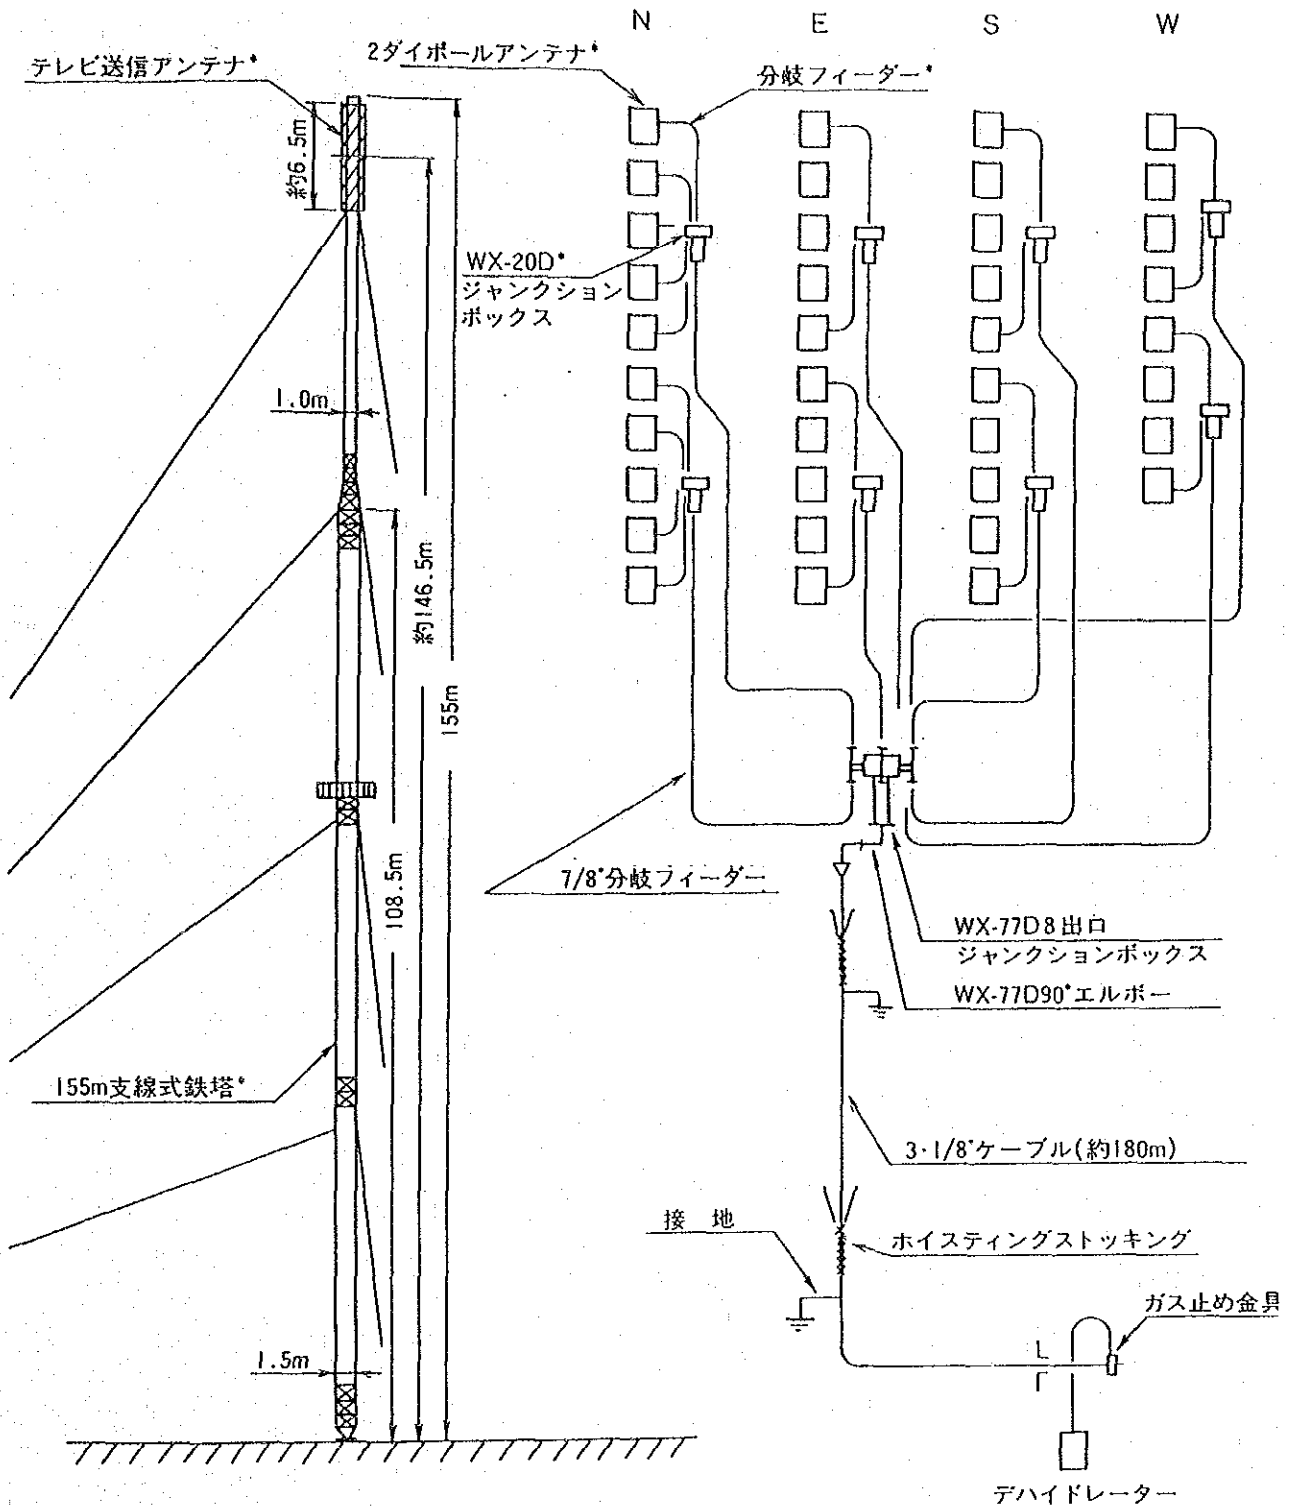 N E S W
テレビ送信アンテナ*
2ダイポールアンテナ*
分岐フィーダー*
約6.5m
WX-20D*
ジャンクション
ボックス
1.0m
約146.5m
155m
108.5m
7/8"分岐フィーダー
WX-77D8出口
ジャンクションボックス
WX-77D90°エルボー
155m支線式鉄塔*
3・1/8"ケーブル(約180m)
接 地
ホイスティングストッキング
ガス止め金具
1.5m
デハイドレーター